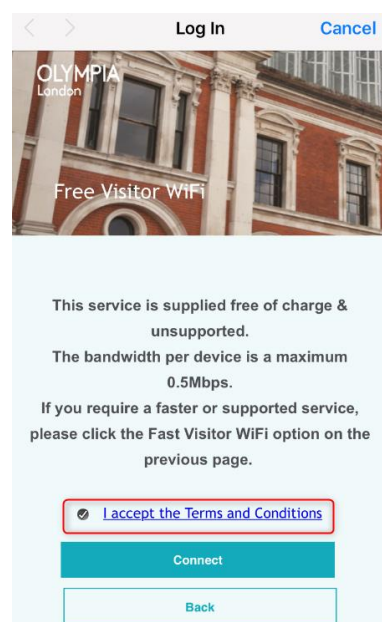 Log In
Cancel
OLYMPIA
London
Free Visitor WiFi
This service is supplied free of charge &
unsupported.
The bandwidth per device is a maximum
0.5Mbps.
If you require a faster or supported service,
please click the Fast Visitor WiFi option on the
previous page.
I accept the Terms and Conditions
Connect
Back